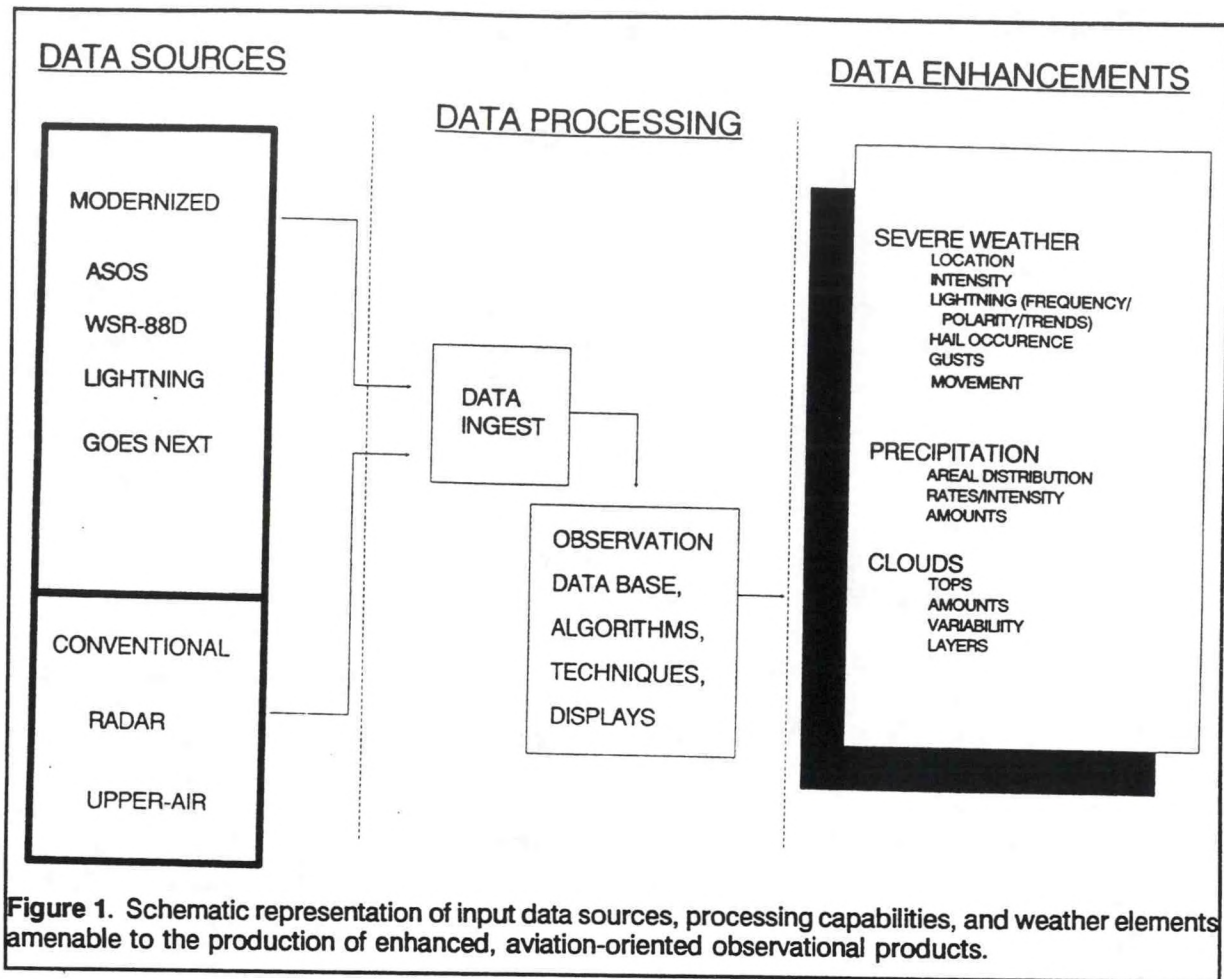 DATA SOURCES
MODERNIZED
ASOS
WSR-88D
LIGHTNING
GOES NEXT
CONVENTIONAL
RADAR
UPPER-AIR
DATA PROCESSING
DATA
INGEST
OBSERVATION
DATA BASE,
ALGORITHMS,
TECHNIQUES,
DISPLAYS
DATA ENHANCEMENTS
SEVERE WEATHER
LOCATION
INTENSITY
LIGHTNING (FREQUENCY/
POLARITY/TRENDS)
HAIL OCCURENCE
GUSTS
MOVEMENT
PRECIPITATION
AREAL DISTRIBUTION
RATES/INTENSITY
AMOUNTS
CLOUDS
TOPS
AMOUNTS
VARIABILITY
LAYERS
Figure 1. Schematic representation of input data sources, processing capabilities, and weather elements
amenable to the production of enhanced, aviation-oriented observational products.